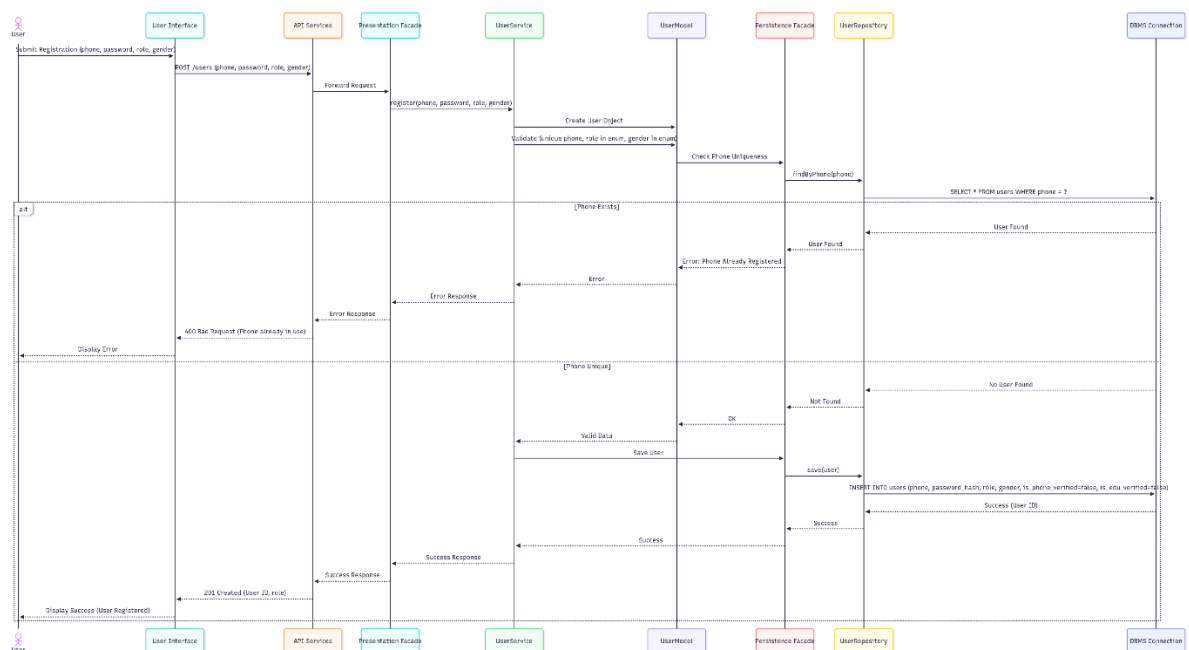 User
User Interface
API Services
Presentation Facade
UserService
UserModel
Persistence Facade
UserRepository
DBMS Connection
Submit Registration (phone, password, role, gender)
POST /users (phone, password, role, gender)
Forward Request
register(phone, password, role, gender)
Create User Object
Validate (unique phone, role in enum, gender in enum)
Check Phone Uniqueness
findByPhone(phone)
SELECT * FROM users WHERE phone = ?
alt
[Phone Exists]
User Found
User Found
Error: Phone Already Registered
Error
Error Response
Error Response
400 Bad Request (Phone already in use)
Display Error
[Phone Unique]
No User Found
Not Found
OK
Valid Data
Save User
save(user)
INSERT INTO users (phone, password_hash, role, gender, is_phone_verified=false, is_edu_verified=false)
Success (User ID)
Success
Success
Success Response
Success Response
201 Created (User ID, role)
Display Success (User Registered)
User
User Interface
API Services
Presentation Facade
UserService
UserModel
Persistence Facade
UserRepository
DBMS Connection